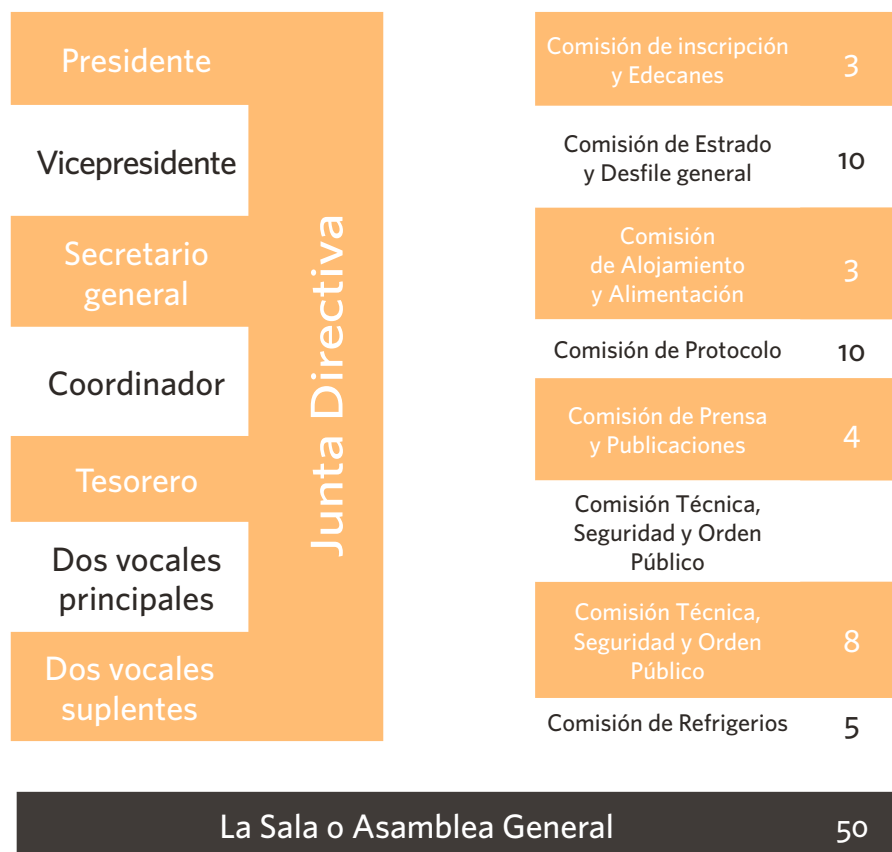 Presidente
Vicepresidente
Secretario
general
Coordinador
Tesorero
Dos vocales
principales
Dos vocales
suplentes
Junta Directiva
Comisión de inscripción
y Edecanes 3
Comisión de Estrado
y Desfile general 10
Comisión
de Alojamiento
y Alimentación 3
Comisión de Protocolo 10
Comisión de Prensa
y Publicaciones 4
Comisión Técnica,
Seguridad y Orden
Público
Comisión Técnica,
Seguridad y Orden
Público 8
Comisión de Refrigerios 5
La Sala o Asamblea General 50